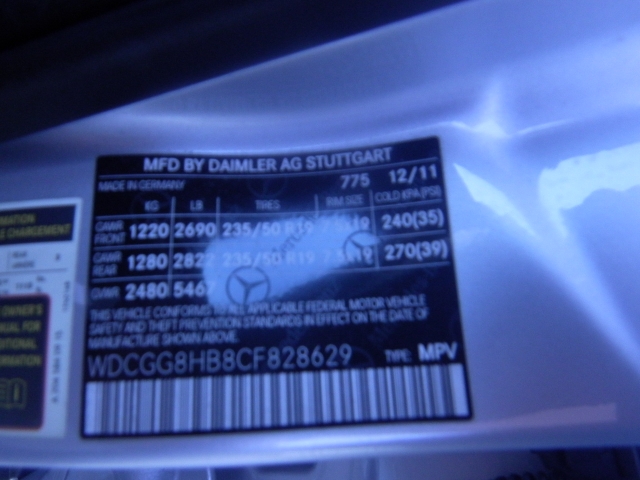 MFD BY DAIMLER AG STUTTGART
MADE IN GERMANY 775 12/11
KG LB TIRES RIM SIZE COLD KPA (PSI)
GAWR FRONT 1220 2690 235/50 R19 240(35)
GAWR REAR 1280 2822 235/50 R19 270(39)
GVWR 2480 5467
THIS VEHICLE CONFORMS TO ALL APPLICABLE FEDERAL MOTOR VEHICLE
SAFETY AND THEFT PREVENTION STANDARDS IN EFFECT ON THE DATE OF
MANUFACTURE SHOWN ABOVE.
WDCGG8HB8CF828629 TYPE: MPV